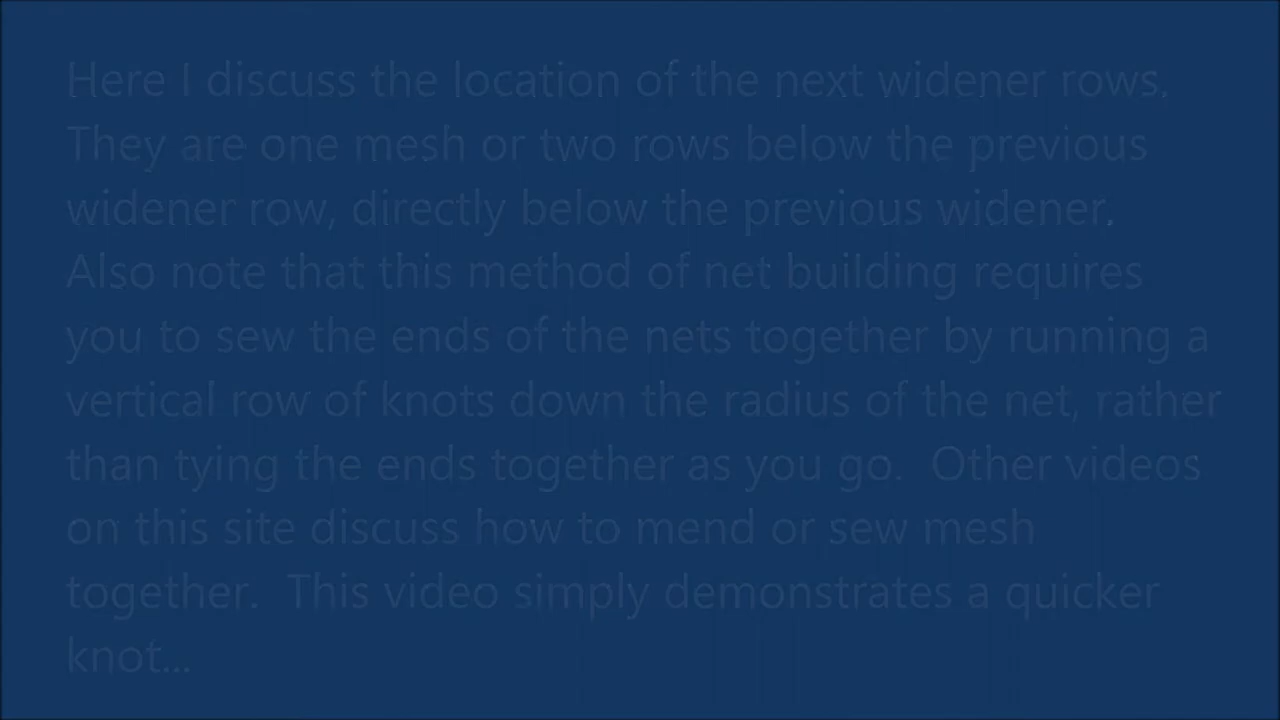 Here I discuss the location of the next widener rows.
They are one mesh or two rows below the previous
widener row, directly below the previous widener.
Also note that this method of net building requires
you to sew the ends of the nets together by running a
vertical row of knots down the radius of the net, rather
than tying the ends together as you go.  Other videos
on this site discuss how to mend or sew mesh
together.  This video simply demonstrates a quicker
knot...